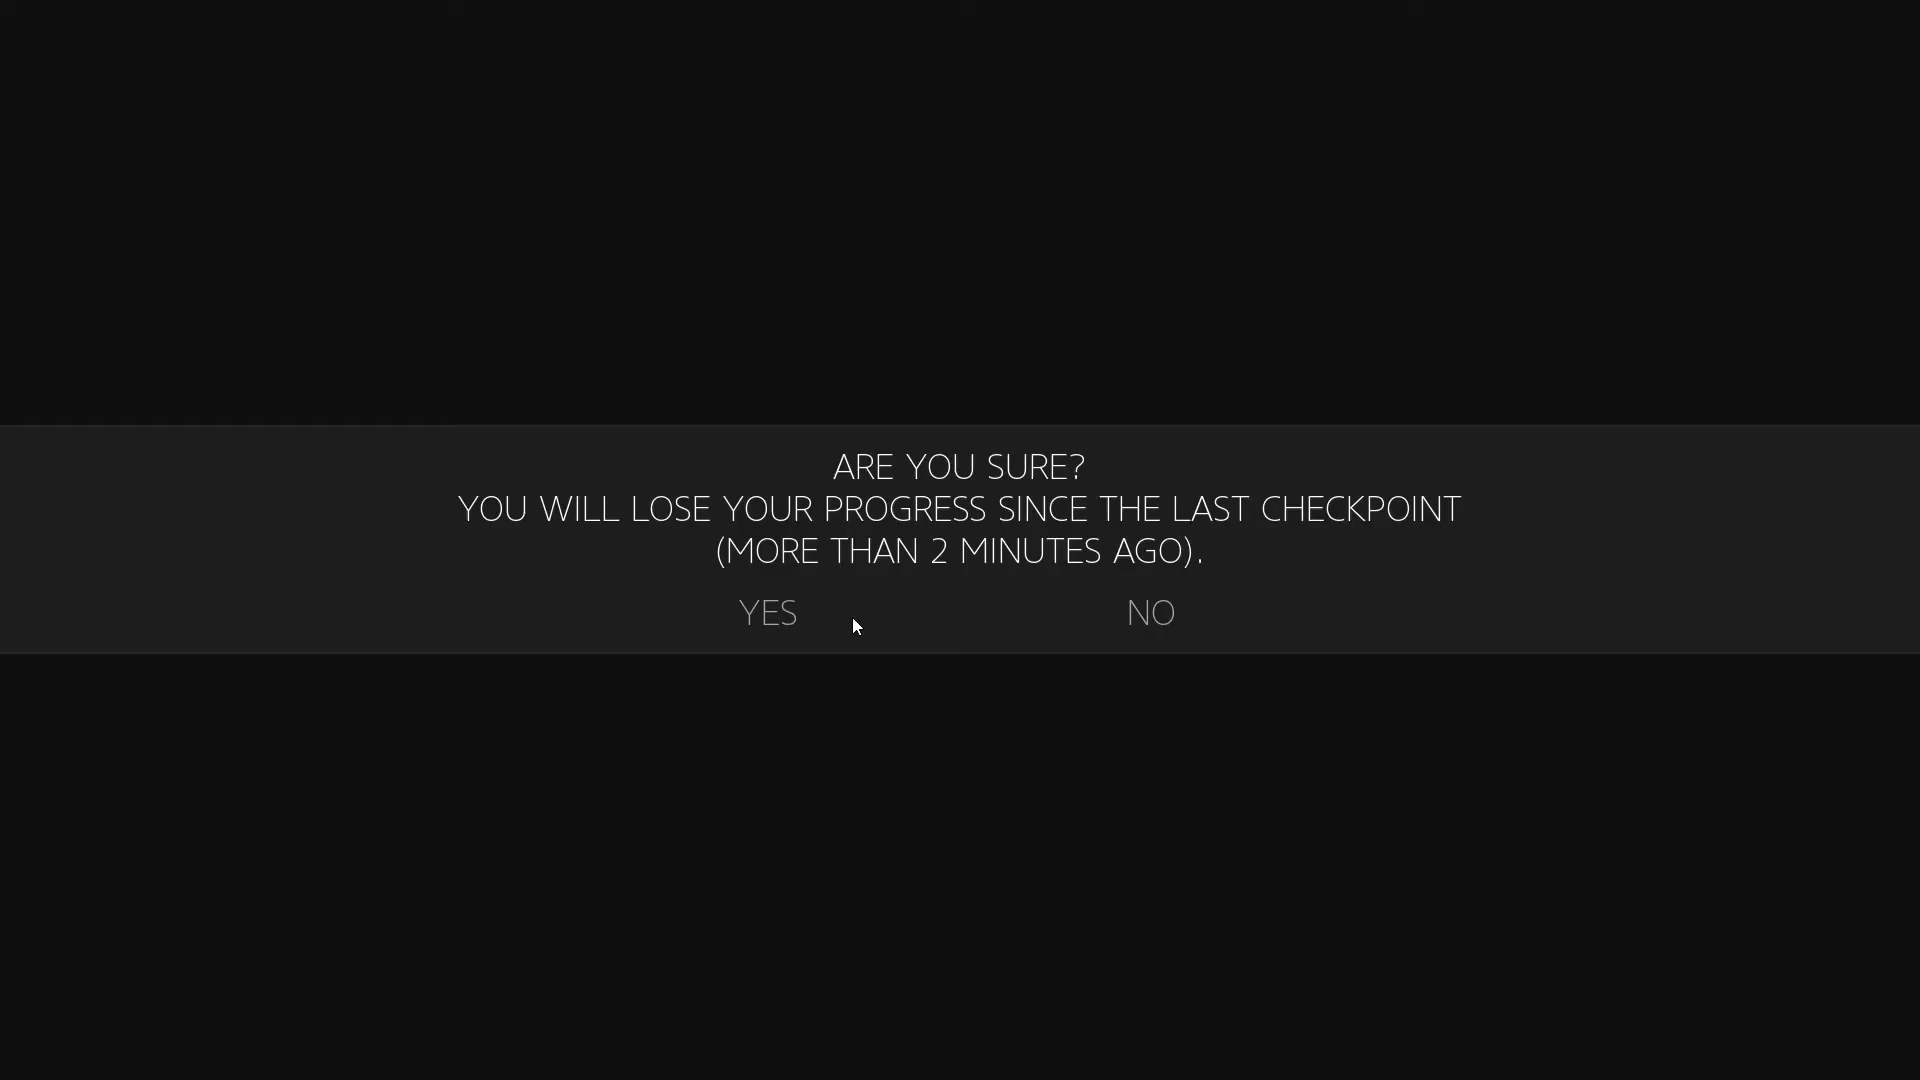 ARE YOU SURE?
YOU WILL LOSE YOUR PROGRESS SINCE THE LAST CHECKPOINT
(MORE THAN 2 MINUTES AGO).
YES NO